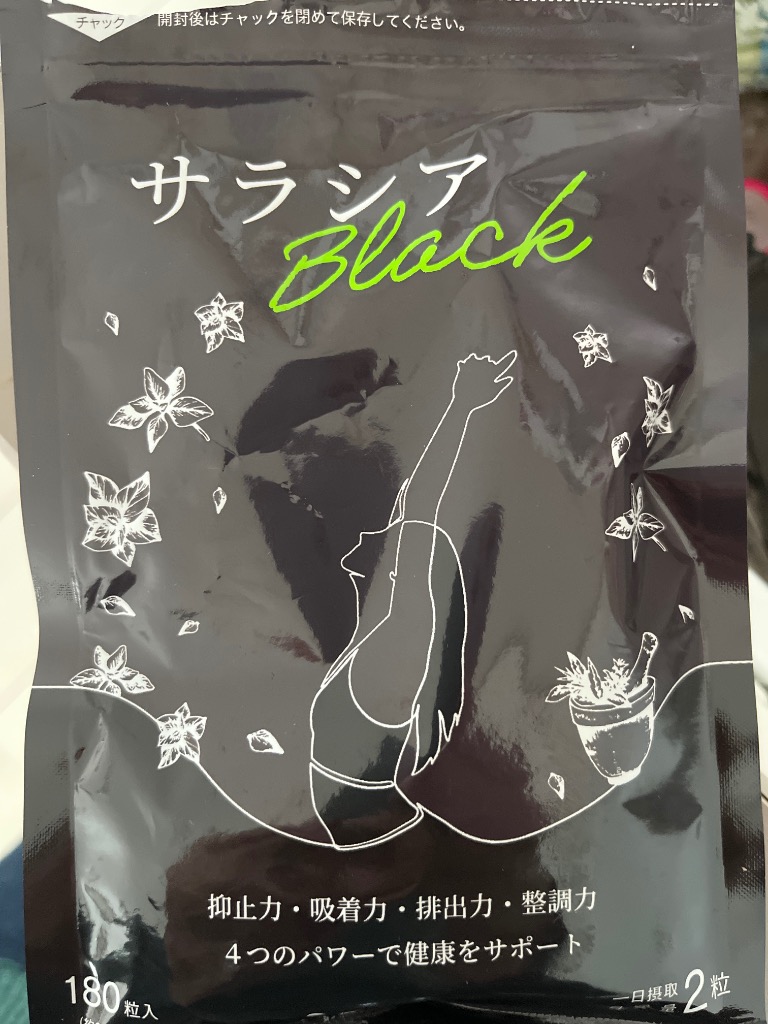 チャック
開封後はチャックを閉めて保存してください。
サラシア
Black
抑止力・吸着力・排出力・整調力
4つのパワーで健康をサポート
180粒入
一日摂取
2粒